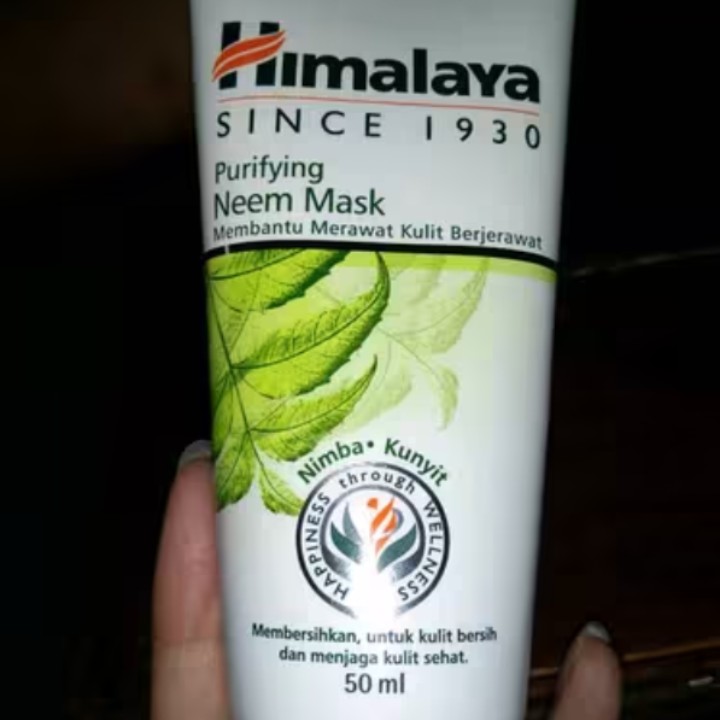 Himalaya
SINCE 1930
Purifying
Neem Mask
Membantu Merawat Kulit Berjerawat
Nimba • Kunyit
HAPPINESS through WELLNESS
Membersihkan, untuk kulit bersih
dan menjaga kulit sehat.
50 ml